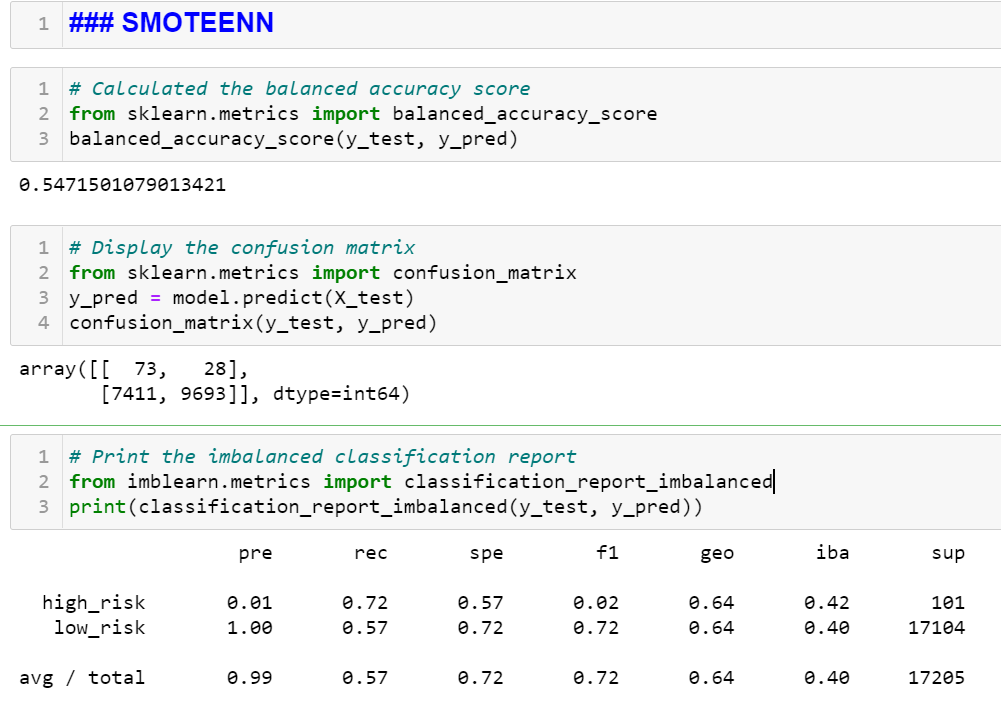 1 ### SMOTEENN
1 # Calculated the balanced accuracy score
2 from sklearn.metrics import balanced_accuracy_score
3 balanced_accuracy_score(y_test, y_pred)
0.5471501079013421
1 # Display the confusion matrix
2 from sklearn.metrics import confusion_matrix
3 y_pred = model.predict(X_test)
4 confusion_matrix(y_test, y_pred)
array([[  73,   28],
       [7411, 9693]], dtype=int64)
1 # Print the imbalanced classification report
2 from imblearn.metrics import classification_report_imbalanced
3 print(classification_report_imbalanced(y_test, y_pred))
pre rec spe f1 geo iba sup
high_risk 0.01 0.72 0.57 0.02 0.64 0.42 101
low_risk 1.00 0.57 0.72 0.72 0.64 0.40 17104
avg / total 0.99 0.57 0.72 0.72 0.64 0.40 17205